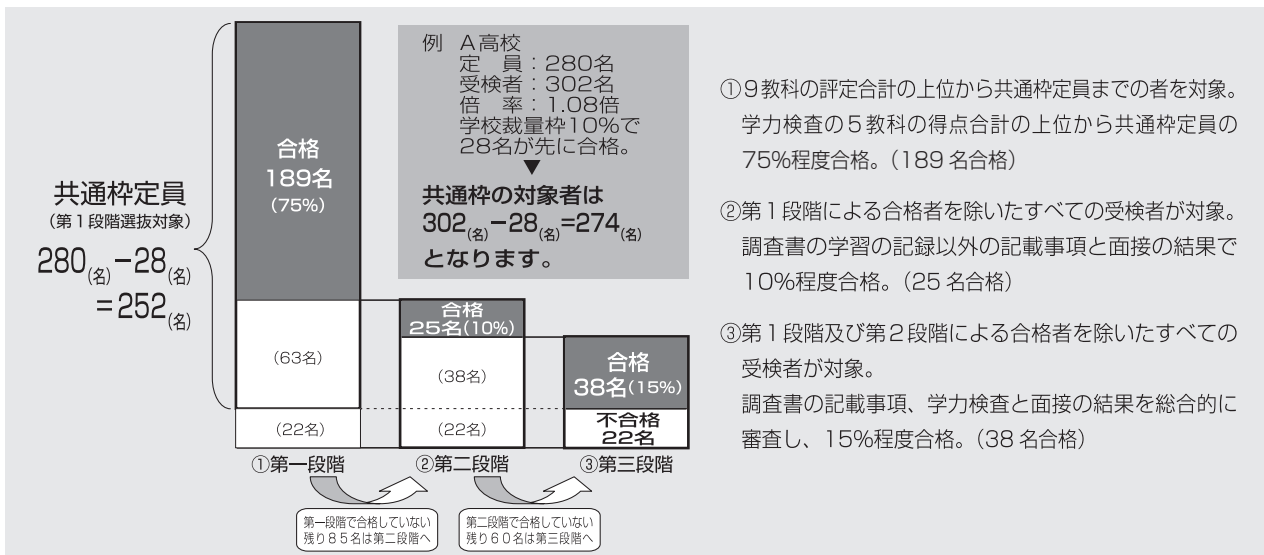 共通枠定員
(第1段階選抜対象)
280(名)−28(名)
=252(名)
合格
189名
(75%)
(63名)
(22名)
①第一段階
例 A高校
定 員:280名
受検者:302名
倍 率:1.08倍
学校裁量枠10%で
28名が先に合格。
共通枠の対象者は
302(名)−28(名)=274(名)
となります。
合格
25名(10%)
(38名)
(22名)
②第二段階
合格
38名(15%)
不合格
22名
③第三段階
第一段階で合格していない
残り85名は第二段階へ
第二段階で合格していない
残り60名は第三段階へ
①9教科の評定合計の上位から共通枠定員までの者を対象。
学力検査の5教科の得点合計の上位から共通枠定員の
75%程度合格。(189名合格)
②第1段階による合格者を除いたすべての受検者が対象。
調査書の学習の記録以外の記載事項と面接の結果で
10%程度合格。(25名合格)
③第1段階及び第2段階による合格者を除いたすべての
受検者が対象。
調査書の記載事項、学力検査と面接の結果を総合的に
審査し、15%程度合格。(38名合格)